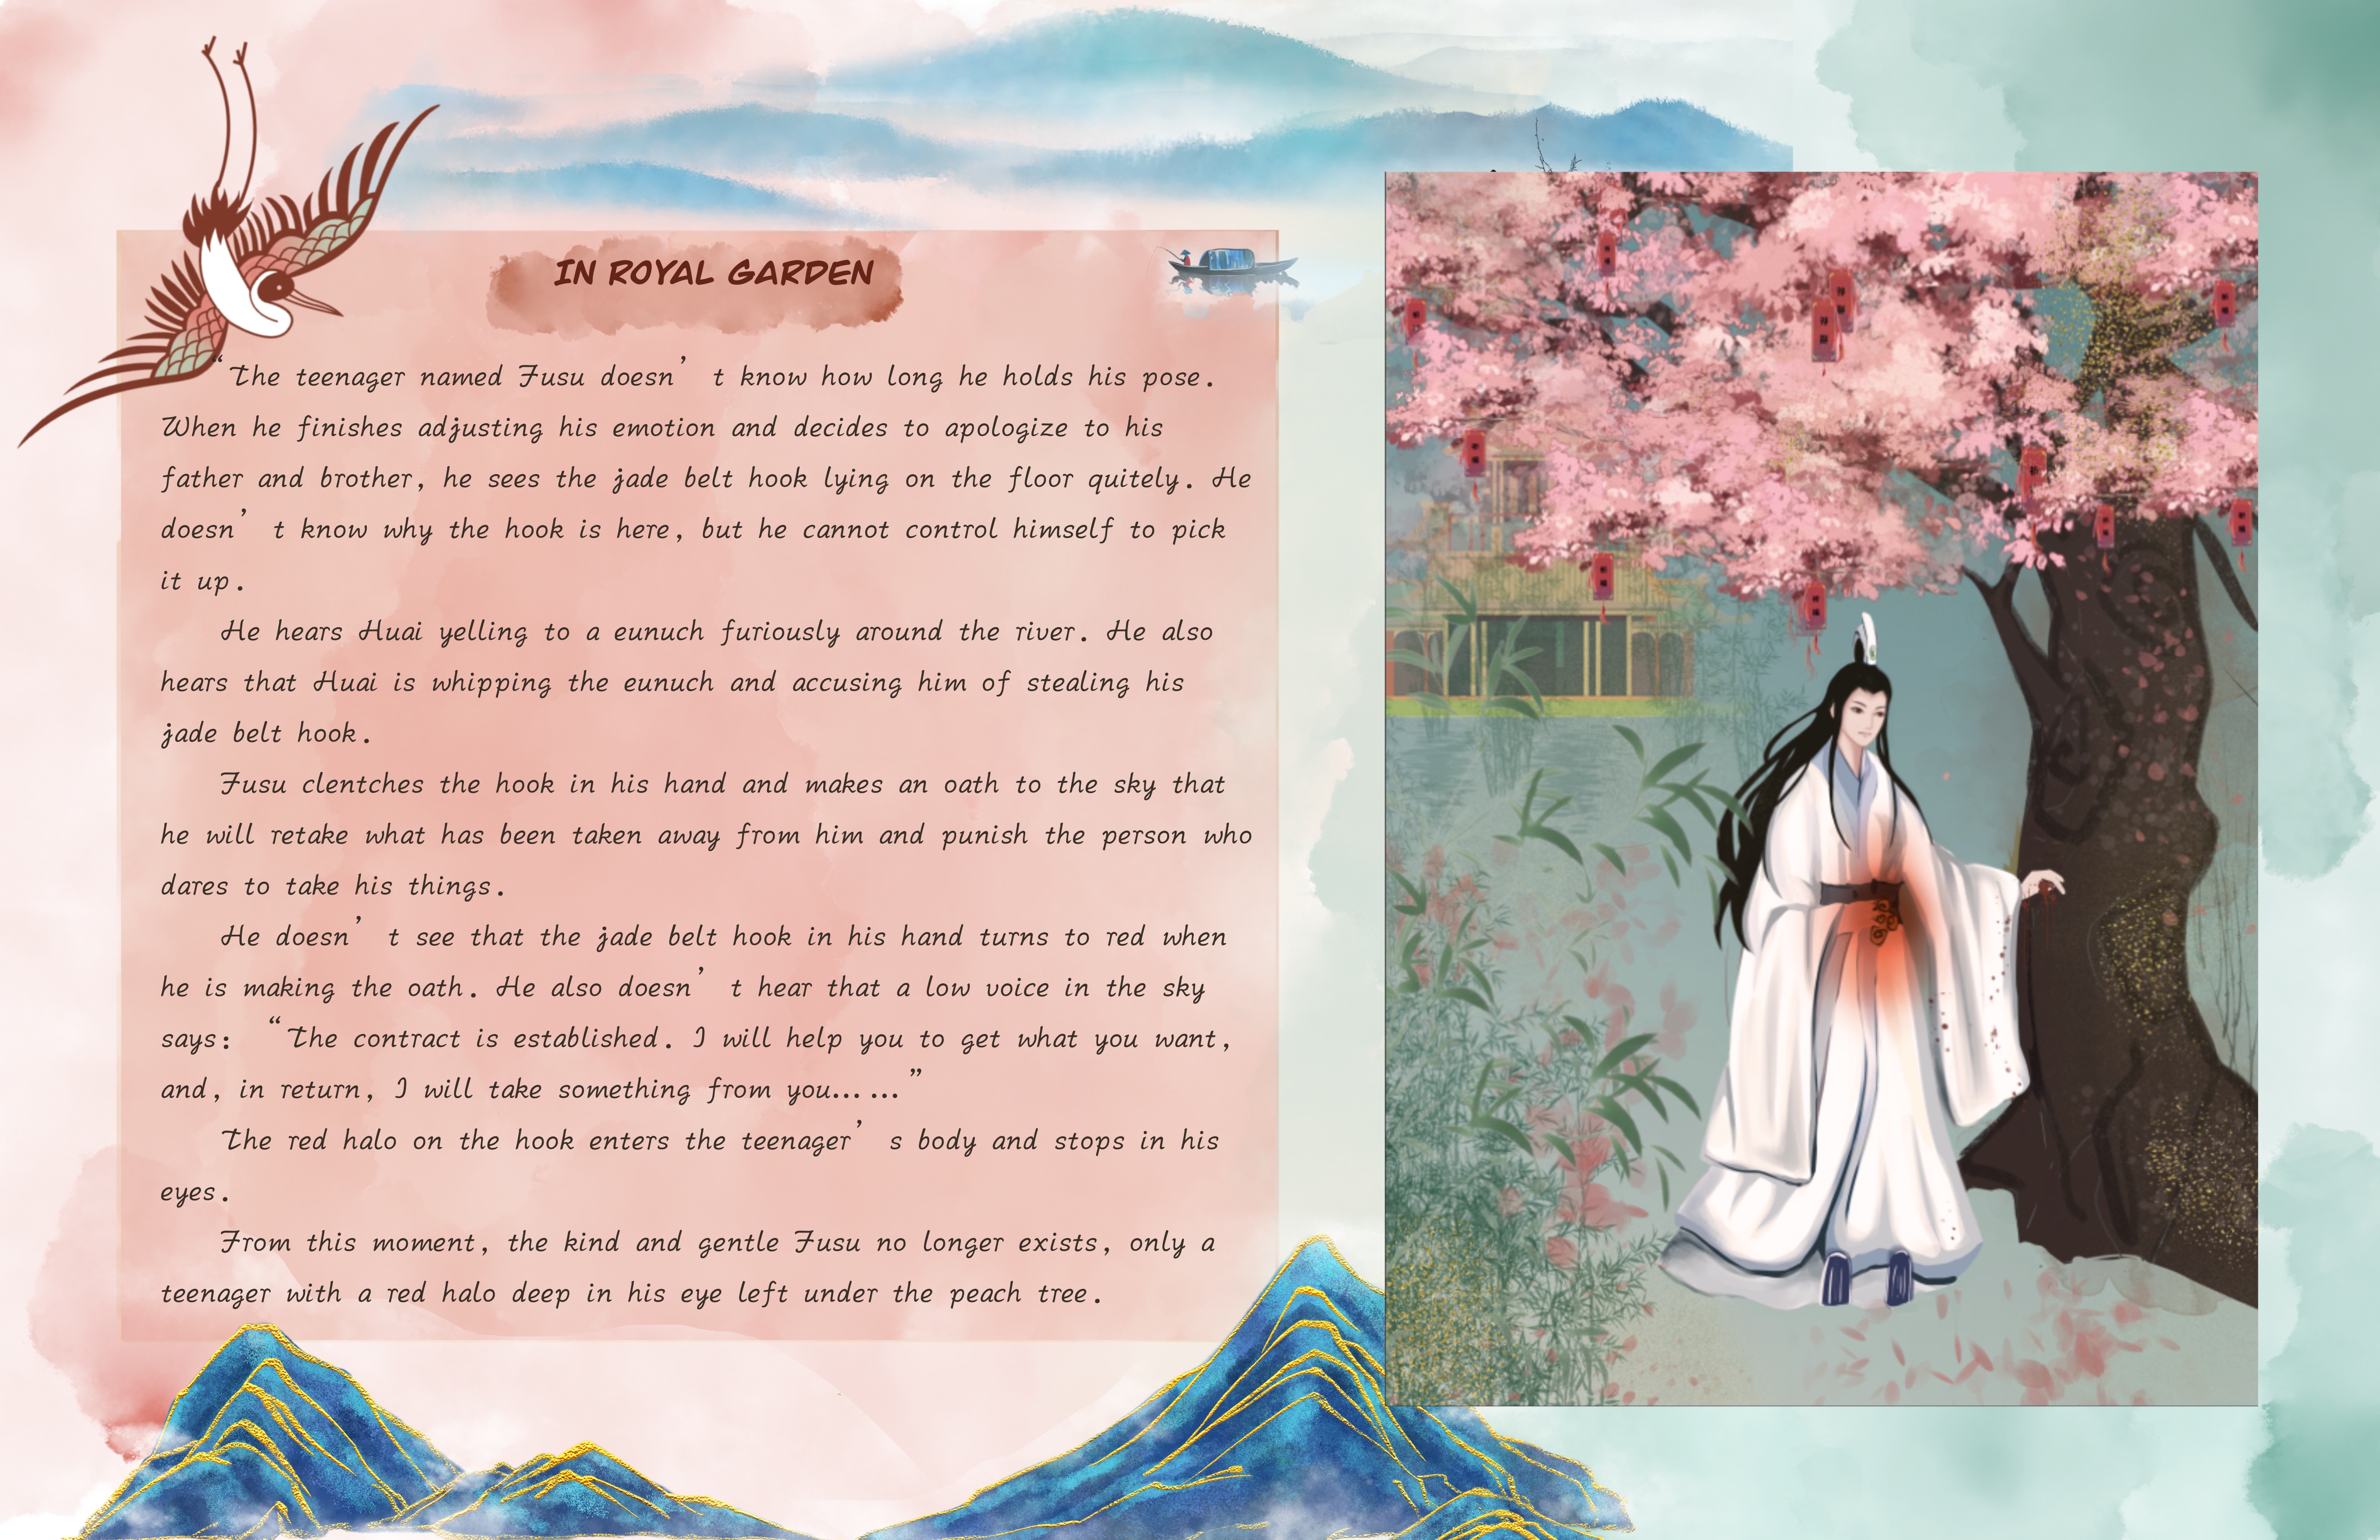 IN ROYAL GARDEN
“The teenager named Fusu doesn’t know how long he holds his pose.
When he finishes adjusting his emotion and decides to apologize to his
father and brother, he sees the jade belt hook lying on the floor quitely. He
doesn’t know why the hook is here, but he cannot control himself to pick
it up.
He hears Huai yelling to a eunuch furiously around the river. He also
hears that Huai is whipping the eunuch and accusing him of stealing his
jade belt hook.
Fusu clentches the hook in his hand and makes an oath to the sky that
he will retake what has been taken away from him and punish the person who
dares to take his things.
He doesn’t see that the jade belt hook in his hand turns to red when
he is making the oath. He also doesn’t hear that a low voice in the sky
says: “The contract is established. I will help you to get what you want,
and, in return, I will take something from you……”
The red halo on the hook enters the teenager’s body and stops in his
eyes.
From this moment, the kind and gentle Fusu no longer exists, only a
teenager with a red halo deep in his eye left under the peach tree.